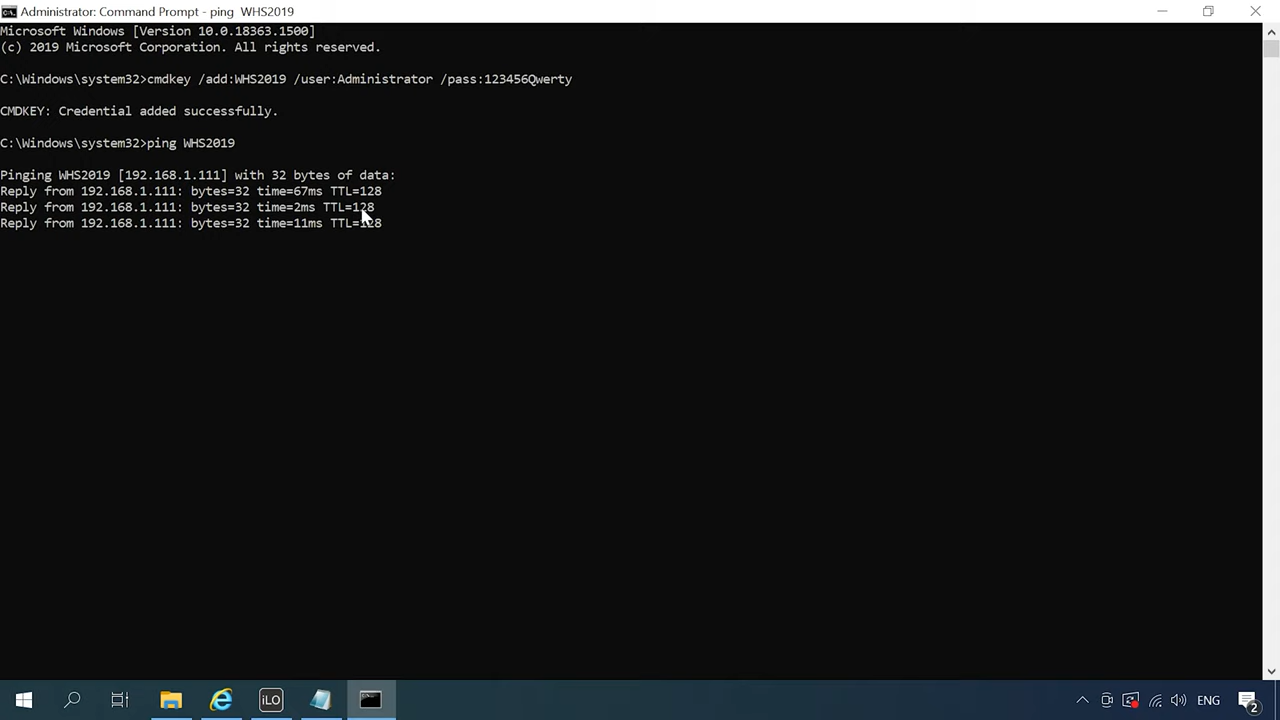 Administrator: Command Prompt - ping  WHS2019
Microsoft Windows [Version 10.0.18363.1500]
(c) 2019 Microsoft Corporation. All rights reserved.
C:\Windows\system32>cmdkey /add:WHS2019 /user:Administrator /pass:123456Qwerty
CMDKEY: Credential added successfully.
C:\Windows\system32>ping WHS2019
Pinging WHS2019 [192.168.1.111] with 32 bytes of data:
Reply from 192.168.1.111: bytes=32 time=67ms TTL=128
Reply from 192.168.1.111: bytes=32 time=2ms TTL=128
Reply from 192.168.1.111: bytes=32 time=11ms TTL=128
iLO
ENG
2